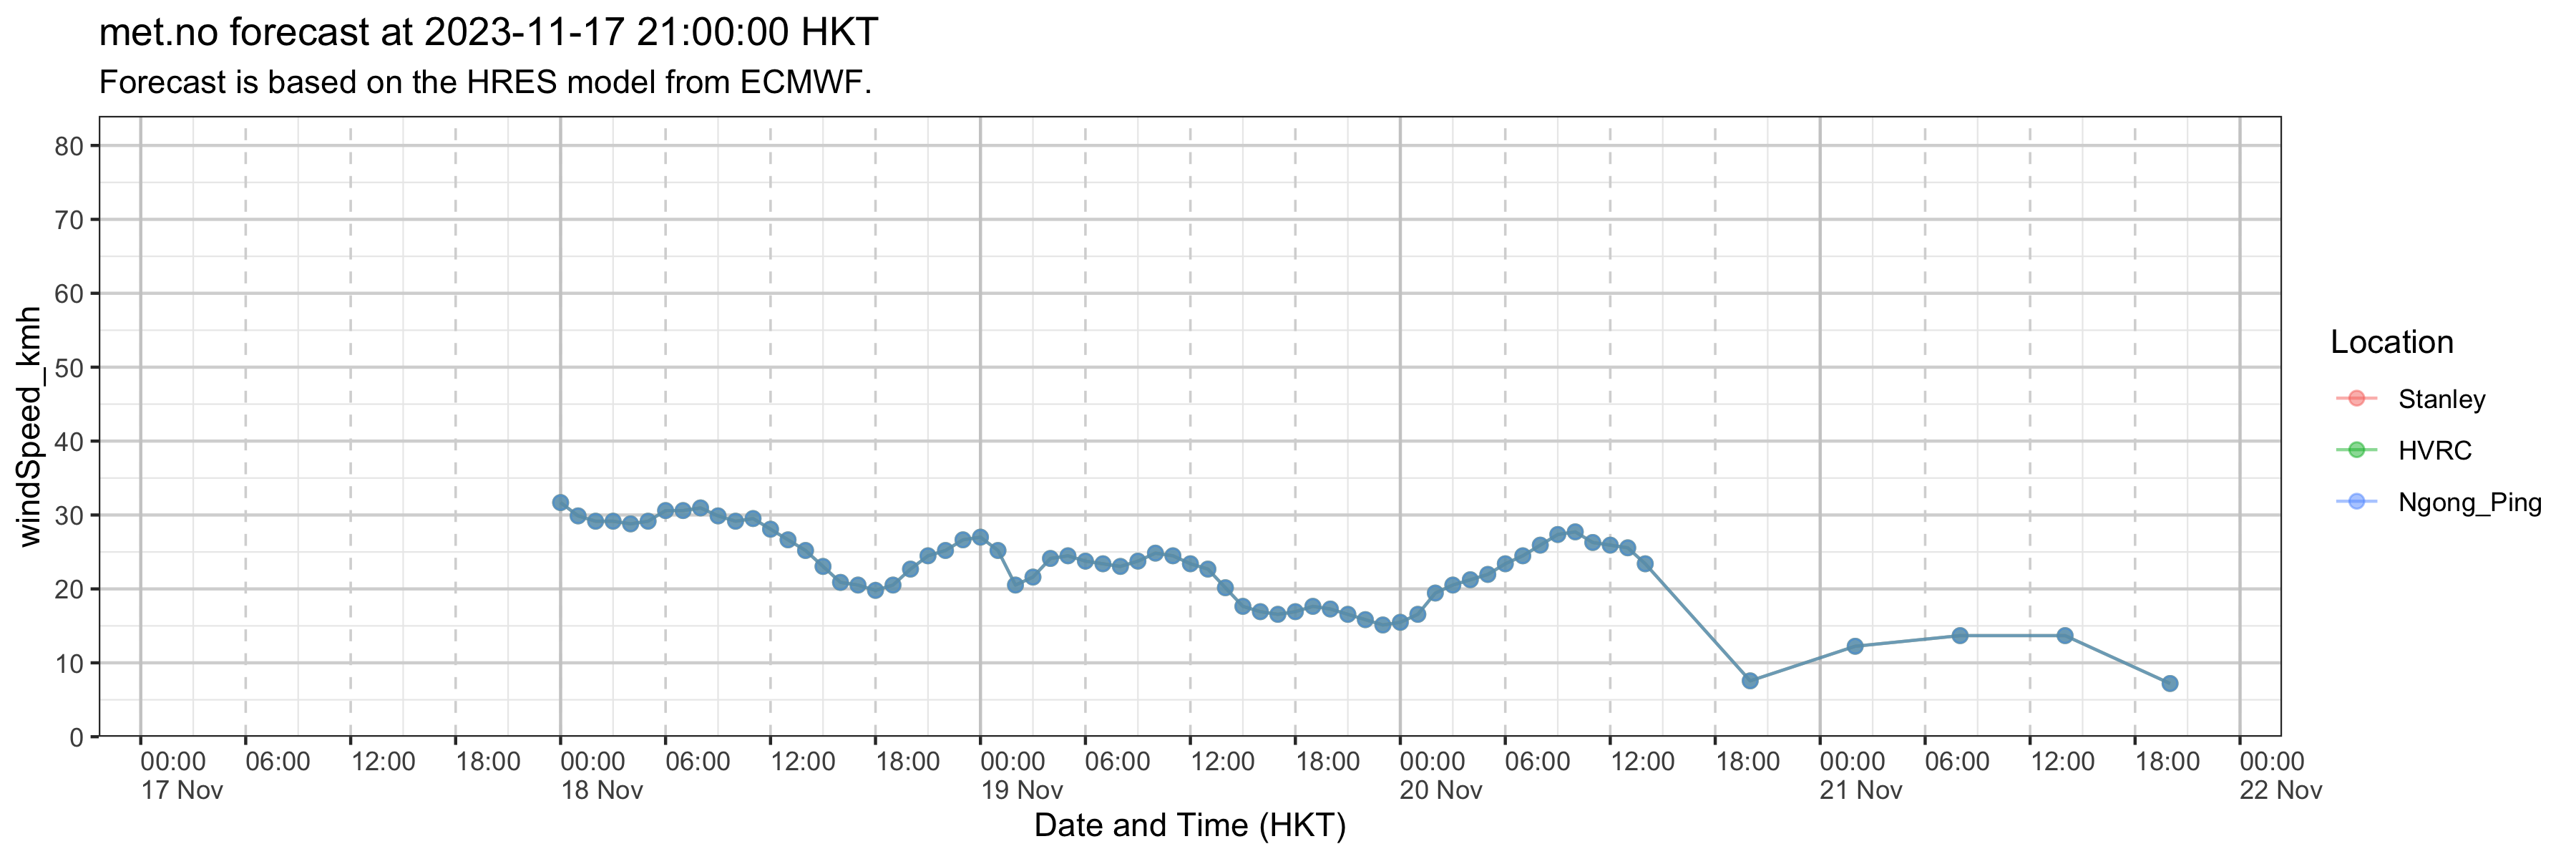 met.no forecast at 2023-11-17 21:00:00 HKT
Forecast is based on the HRES model from ECMWF.
80
70
60
50
40
30
20
10
0
windSpeed_kmh
00:00 06:00 12:00 18:00 00:00 06:00 12:00 18:00 00:00 06:00 12:00 18:00 00:00 06:00 12:00 18:00 00:00 06:00 12:00 18:00 00:00
17 Nov 18 Nov 19 Nov 20 Nov 21 Nov 22 Nov
Date and Time (HKT)
Location
Stanley
HVRC
Ngong_Ping